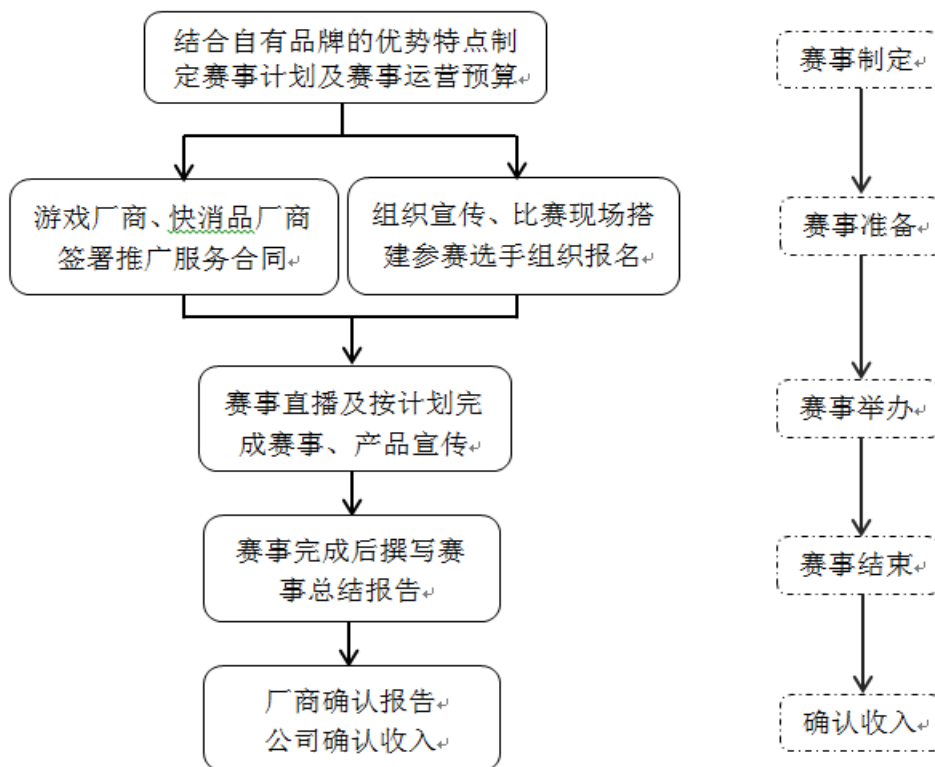 结合自有品牌的优势特点制
定赛事计划及赛事运营预算
赛事制定
游戏厂商、快消品厂商
签署推广服务合同
组织宣传、比赛现场搭
建参赛选手组织报名
赛事准备
赛事直播及按计划完
成赛事、产品宣传
赛事举办
赛事完成后撰写赛
事总结报告
赛事结束
厂商确认报告
公司确认收入
确认收入